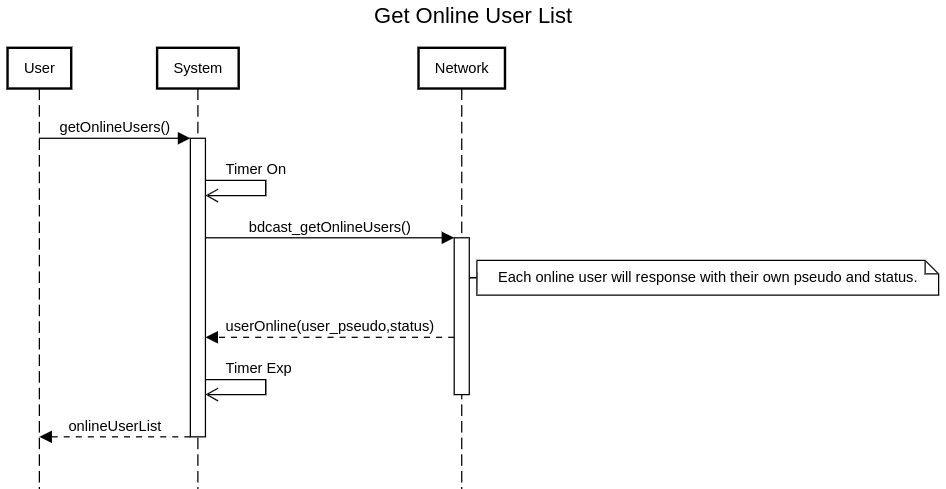 Get Online User List
User
System
Network
getOnlineUsers()
Timer On
bdcast_getOnlineUsers()
Each online user will response with their own pseudo and status.
userOnline(user_pseudo,status)
Timer Exp
onlineUserList